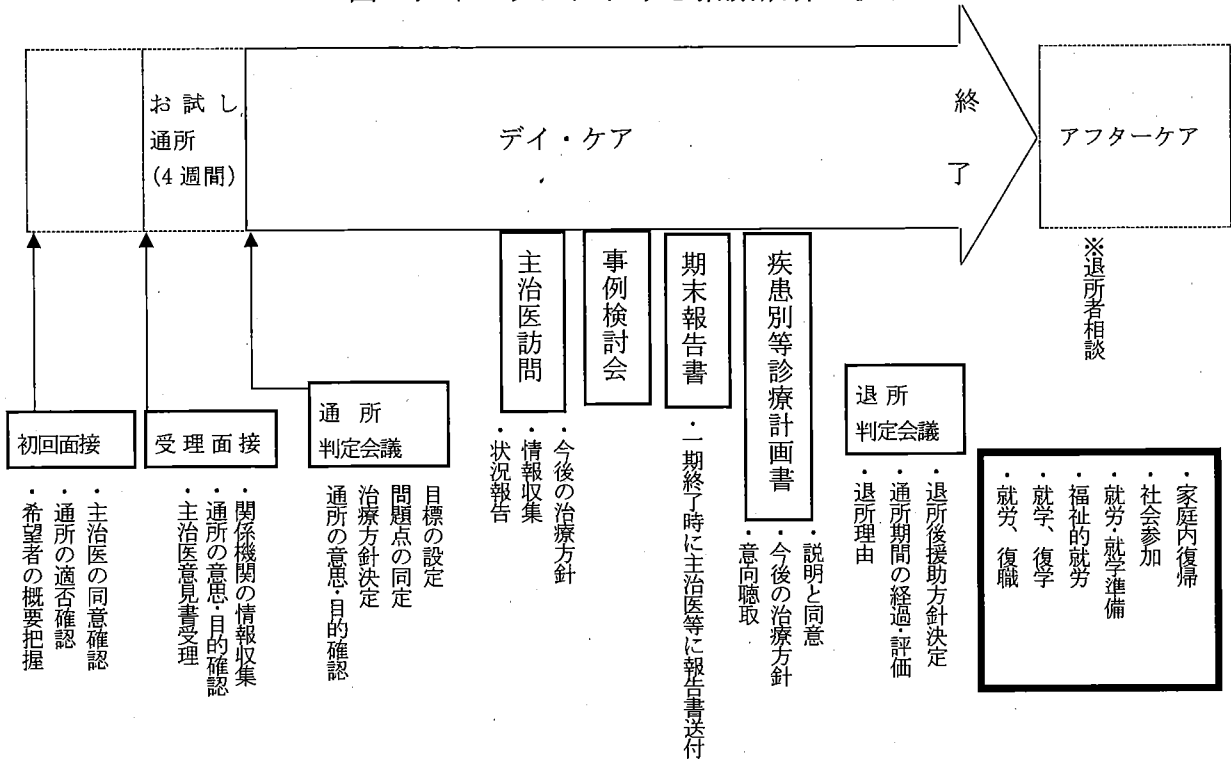 お試し
通所
(4週間)
デイ・ケア
終
了
アフターケア
※退所者相談
初回面接
・希望者の概要把握
・通所の適否確認
・主治医の同意確認
受理面接
・主治医意見書受理
・通所の意思・目的確認
・関係機関の情報収集
通所
判定会議
通所の意思・目的確認
治療方針決定
問題点の同定
目標の設定
主治医訪問
・状況報告
・情報収集
・今後の治療方針
事例検討会
期末報告書
・一期終了時に主治医等に報告書送付
疾患別等診療計画書
・意向聴取
・今後の治療方針
・説明と同意
退所
判定会議
・退所理由
・通所期間の経過・評価
・退所後援助方針決定
・就労、復職
・就学、復学
・福祉的就労
・就労・就学準備
・社会参加
・家庭内復帰